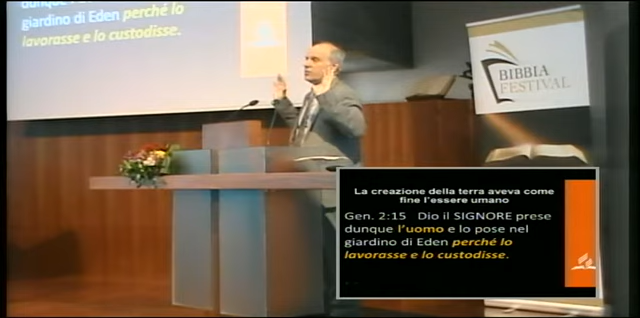 dunque
giardino di Eden perché lo
lavorasse e lo custodisse.
BIBBIA
FESTIVAL
La creazione della terra aveva come
fine l'essere umano
Gen. 2:15 Dio il SIGNORE prese
dunque l'uomo e lo pose nel
giardino di Eden perché lo
lavorasse e lo custodisse.